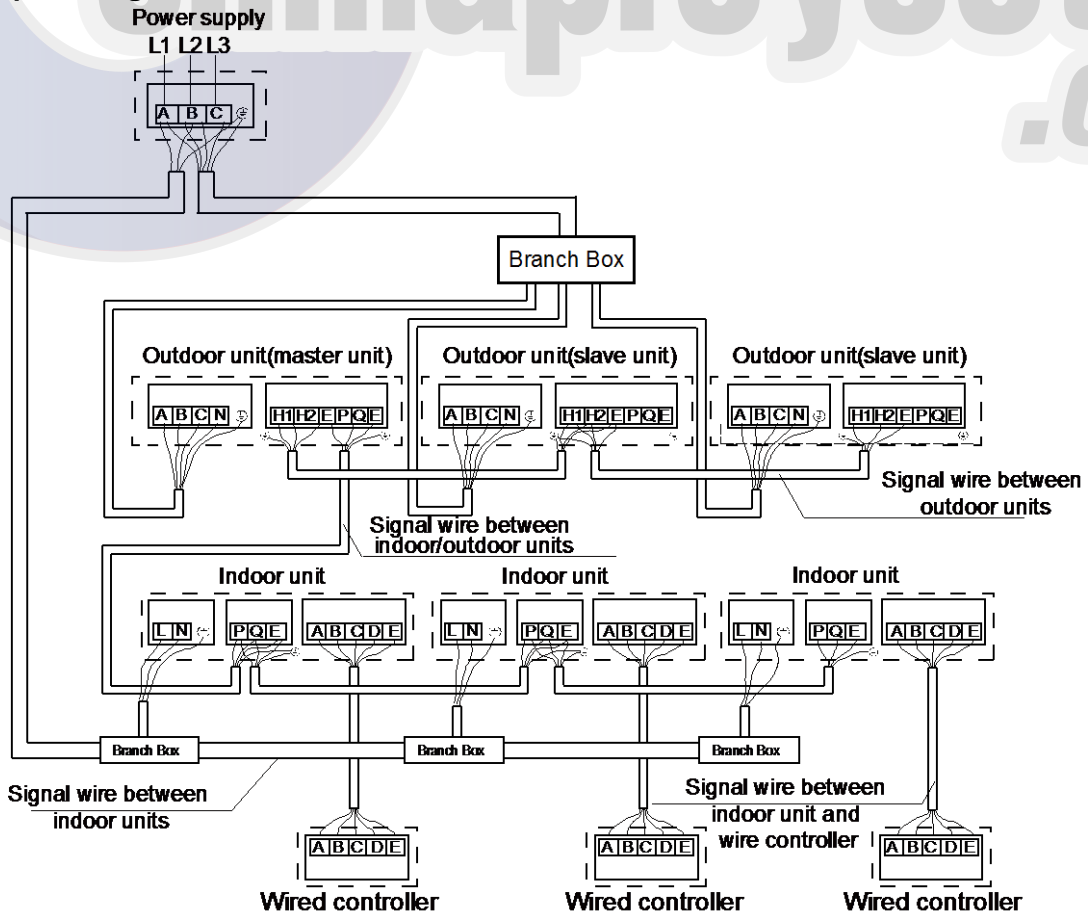 chinaproyect
.c
Power supply
L1 L2 L3
A B C
Branch Box
Outdoor unit(master unit)
Outdoor unit(slave unit)
Outdoor unit(slave unit)
A B C N
H1 H2 E P Q E
A B C N
H1 H2 E P Q E
A B C N
H1 H2 E P Q E
Signal wire between
outdoor units
Signal wire between
indoor/outdoor units
Indoor unit
Indoor unit
Indoor unit
L N
P Q E
A B C D E
L N
P Q E
A B C D E
L N
P Q E
A B C D E
Branch Box
Branch Box
Branch Box
Signal wire between
indoor units
Signal wire between
indoor unit and
wire controller
A B C D E
A B C D E
A B C D E
Wired controller
Wired controller
Wired controller